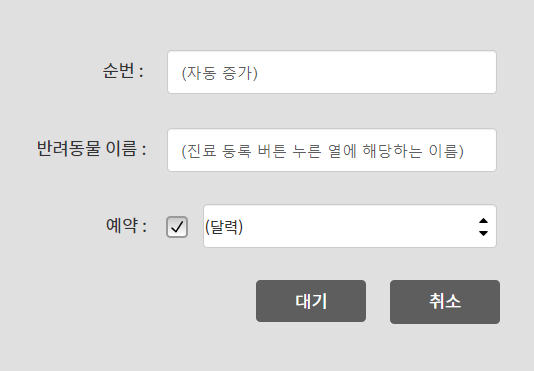 순번 : (자동 증가)
반려동물 이름 : (진료 등록 버튼 누른 열에 해당하는 이름)
예약 : (달력)
대기 취소